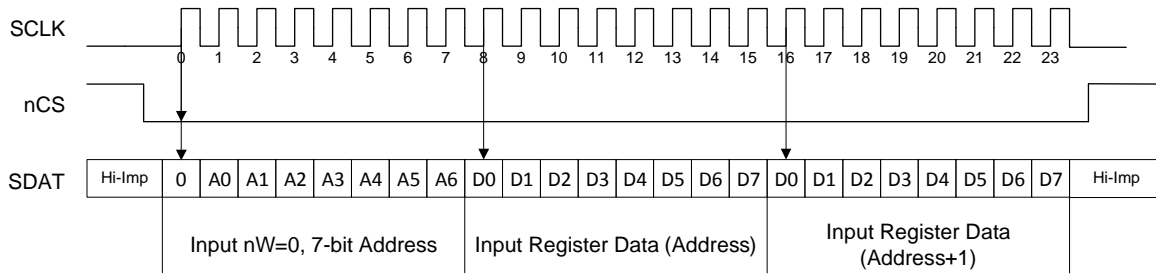 SCLK
0 1 2 3 4 5 6 7 8 9 10 11 12 13 14 15 16 17 18 19 20 21 22 23
nCS
SDAT Hi-Imp 0 A0 A1 A2 A3 A4 A5 A6 D0 D1 D2 D3 D4 D5 D6 D7 D0 D1 D2 D3 D4 D5 D6 D7 Hi-Imp
Input nW=0, 7-bit Address Input Register Data (Address) Input Register Data
(Address+1)